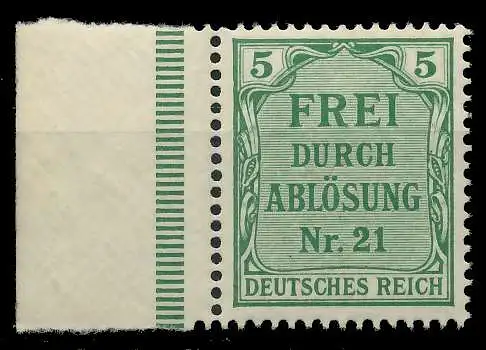 5 5
FREI
DURCH
ABLÖSUNG
Nr. 21
DEUTSCHES REICH